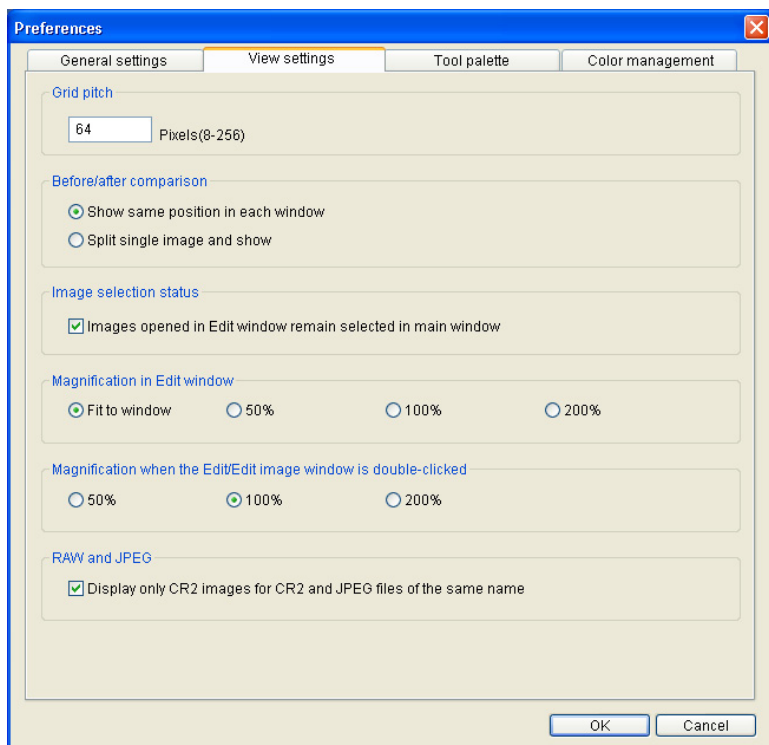 Preferences
General settings View settings Tool palette Color management
Grid pitch
64 Pixels(8-256)
Before/after comparison
Show same position in each window
Split single image and show
Image selection status
Images opened in Edit window remain selected in main window
Magnification in Edit window
Fit to window 50% 100% 200%
Magnification when the Edit/Edit image window is double-clicked
50% 100% 200%
RAW and JPEG
Display only CR2 images for CR2 and JPEG files of the same name
OK Cancel